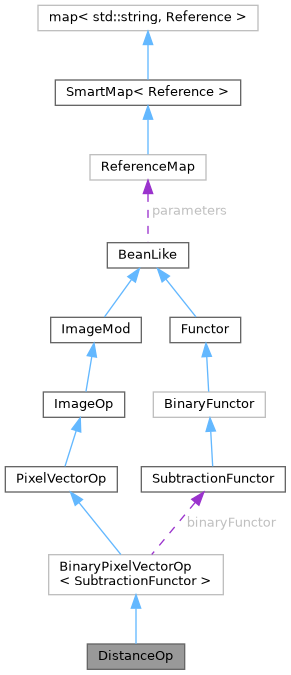 map< std::string, Reference >
SmartMap< Reference >
ReferenceMap
parameters
BeanLike
ImageMod
Functor
ImageOp
BinaryFunctor
PixelVectorOp
SubtractionFunctor
binaryFunctor
BinaryPixelVectorOp
< SubtractionFunctor >
DistanceOp